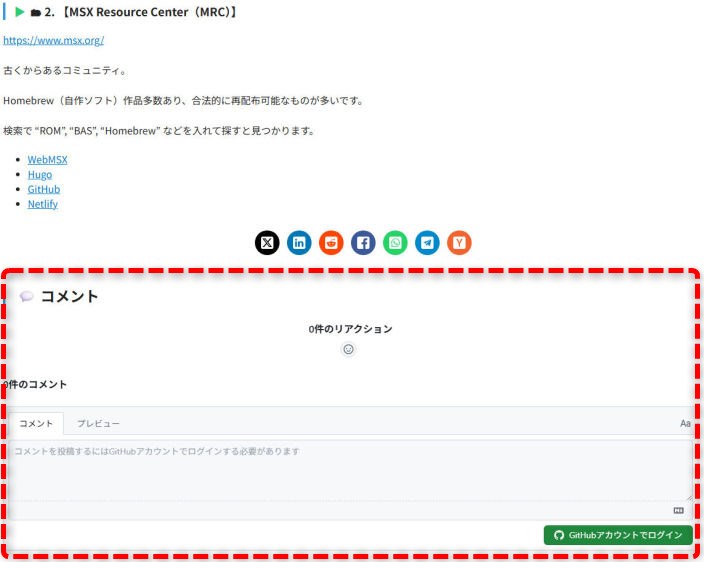 2. 【MSX Resource Center（MRC）】
https://www.msx.org/
古くからあるコミュニティ。
Homebrew（自作ソフト）作品多数あり、合法的に再配布可能なものが多いです。
検索で “ROM”, “BAS”, “Homebrew” などを入れて探すと見つかります。
WebMSX
Hugo
GitHub
Netlify
コメント
0件のリアクション
0件のコメント
コメント プレビュー Aa
コメントを投稿するにはGitHubアカウントでログインする必要があります
GitHubアカウントでログイン